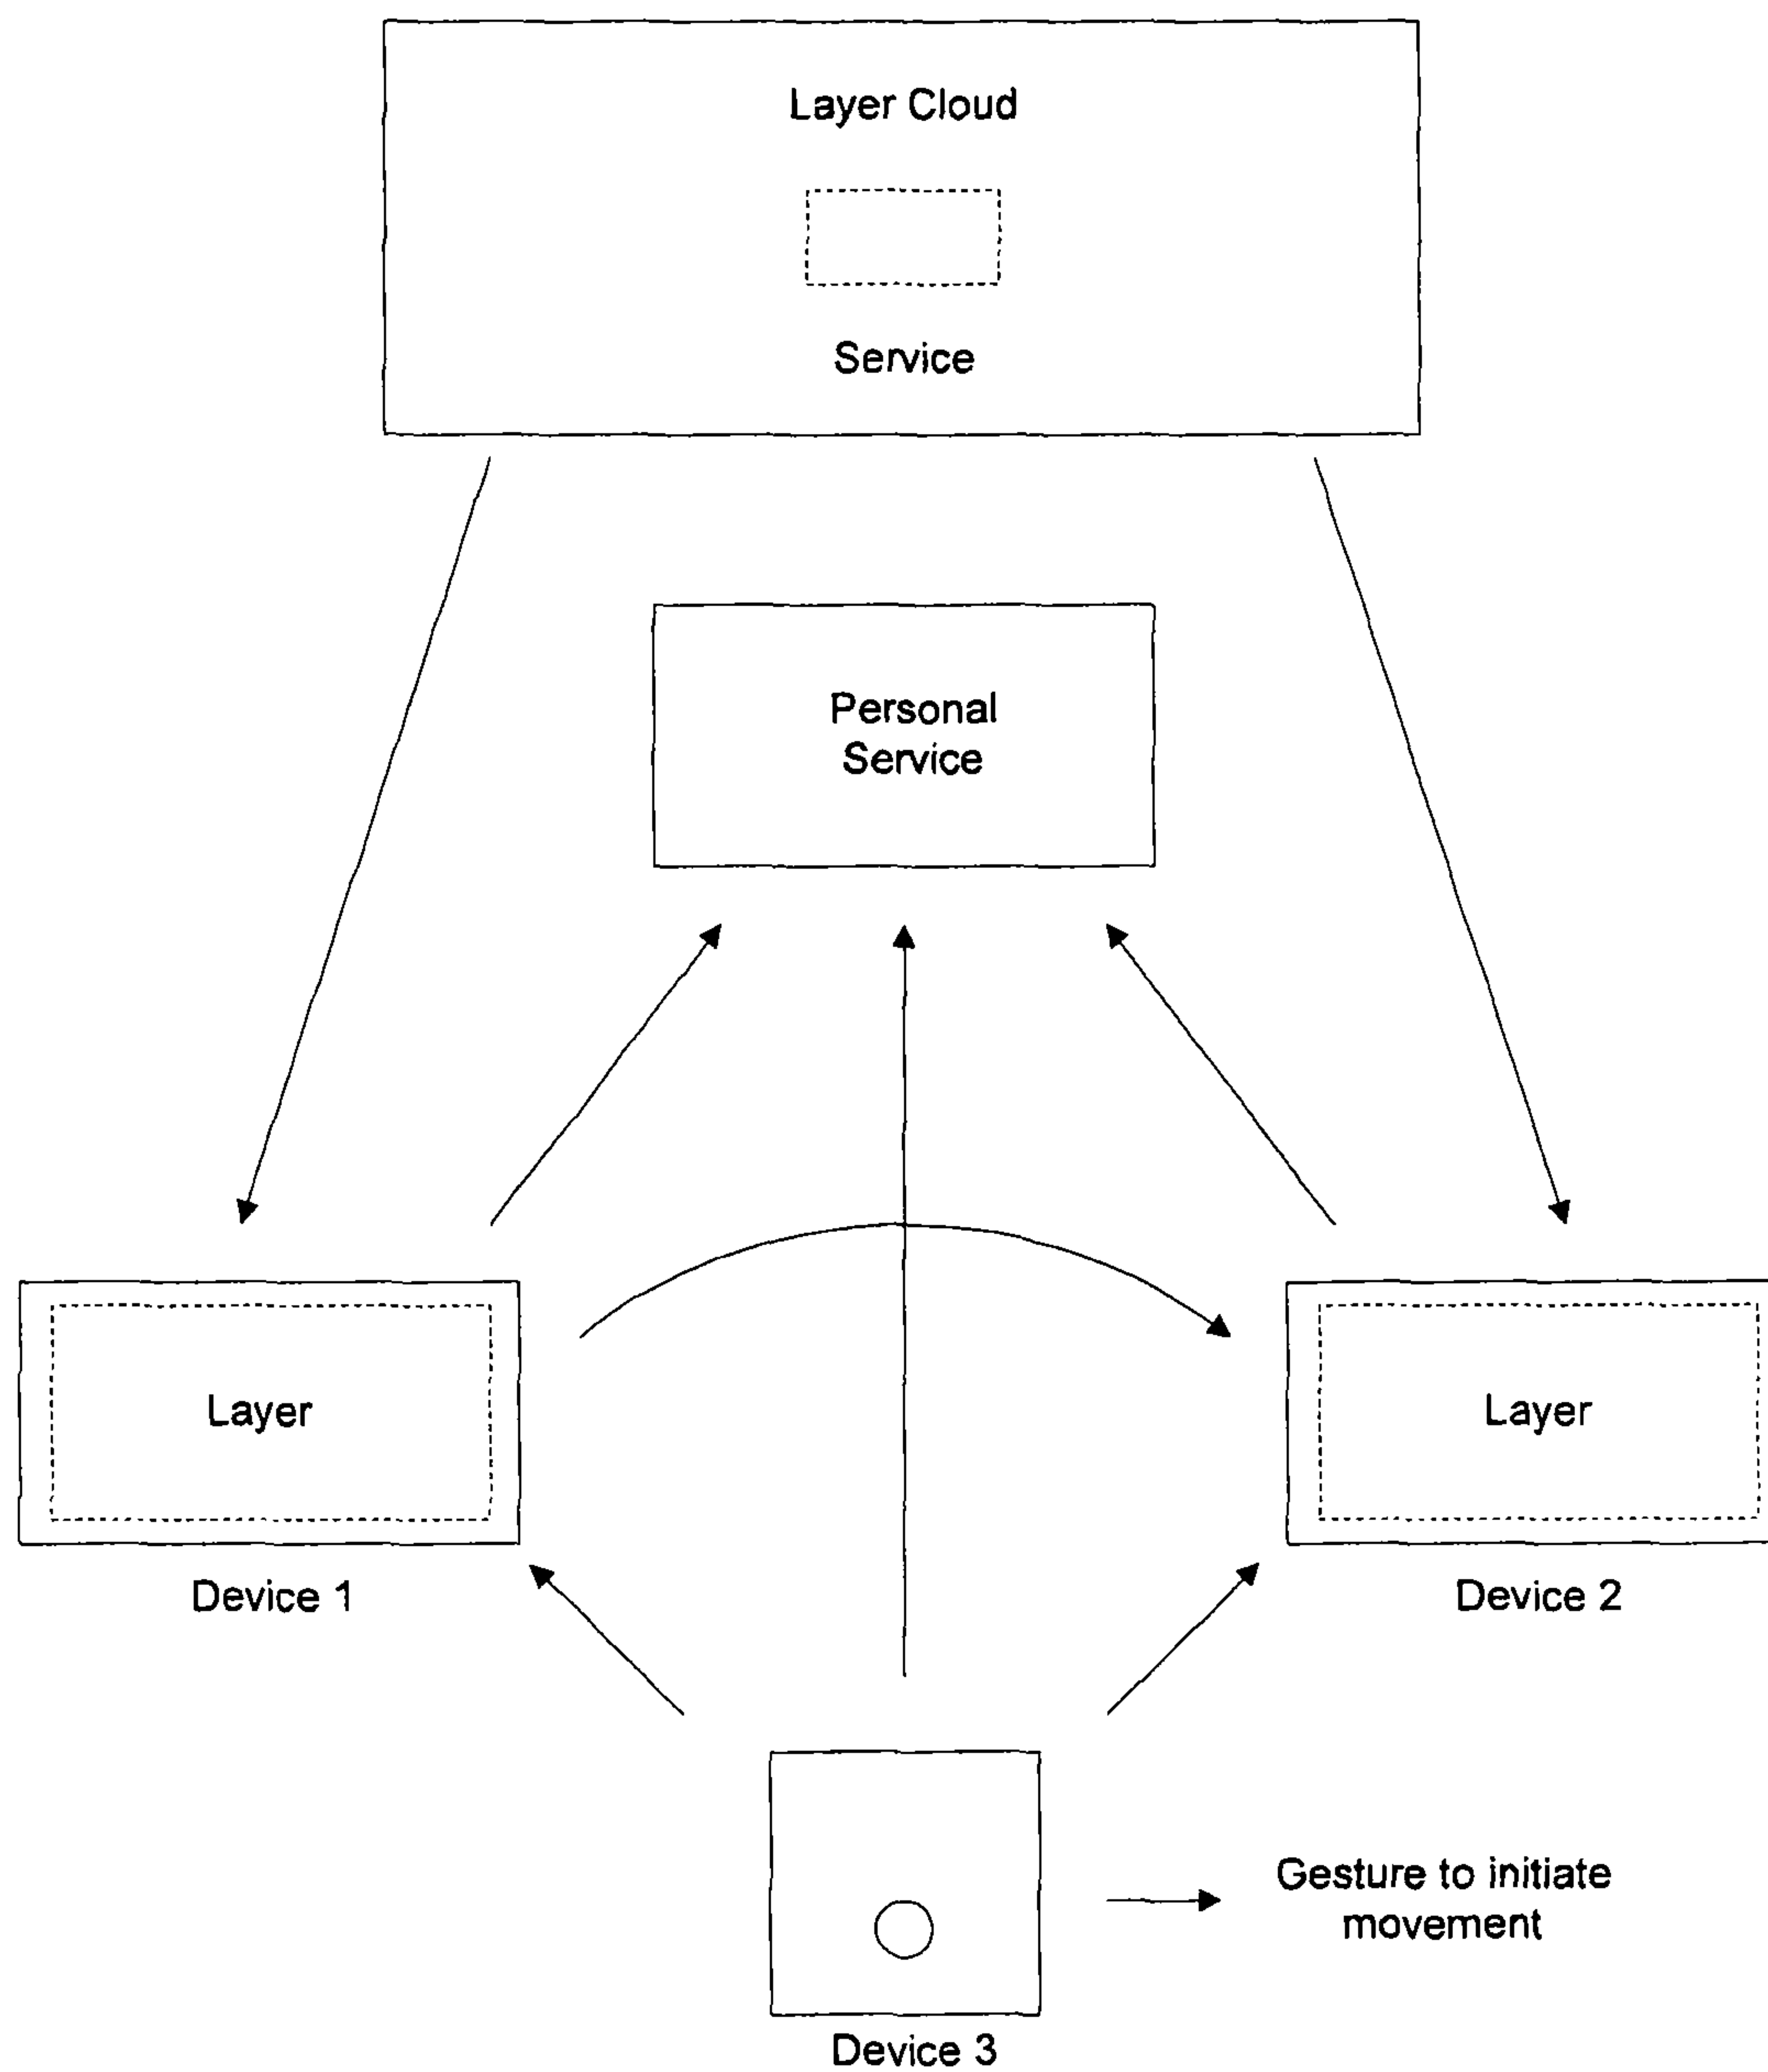 Layer Cloud
Service
Personal
Service
Layer
Layer
Device 1
Device 2
Gesture to initiate
movement
Device 3